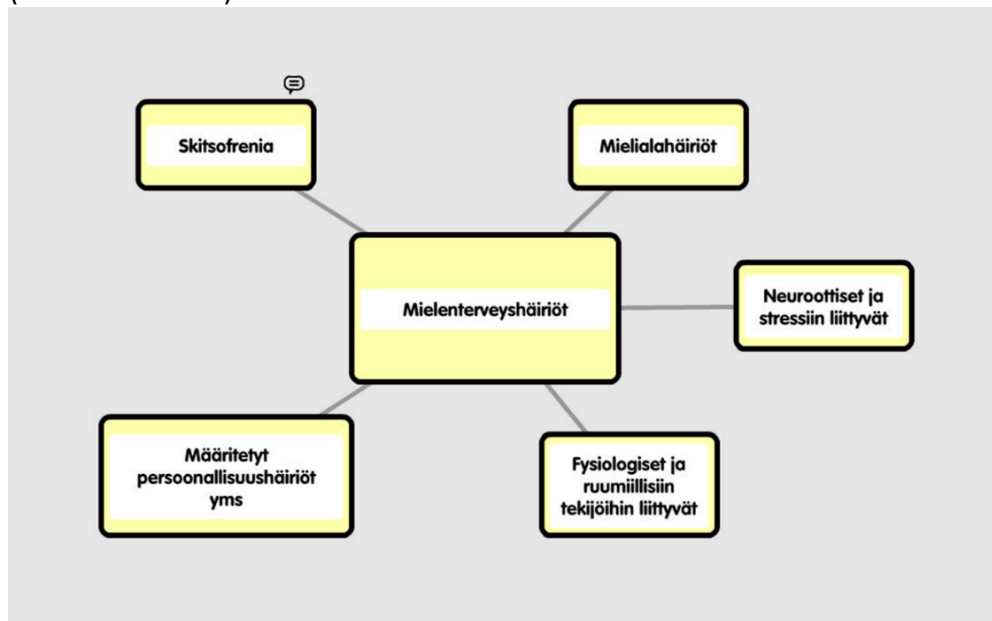 Skitsofrenia
Mielialahäiriöt
Mielenterveyshäiriöt
Neuroottiset ja
stressiin liittyvät
Määritetyt
persoonallisuushäiriöt
yms
Fysiologiset ja
ruumiillisiin
tekijöihin liittyvät